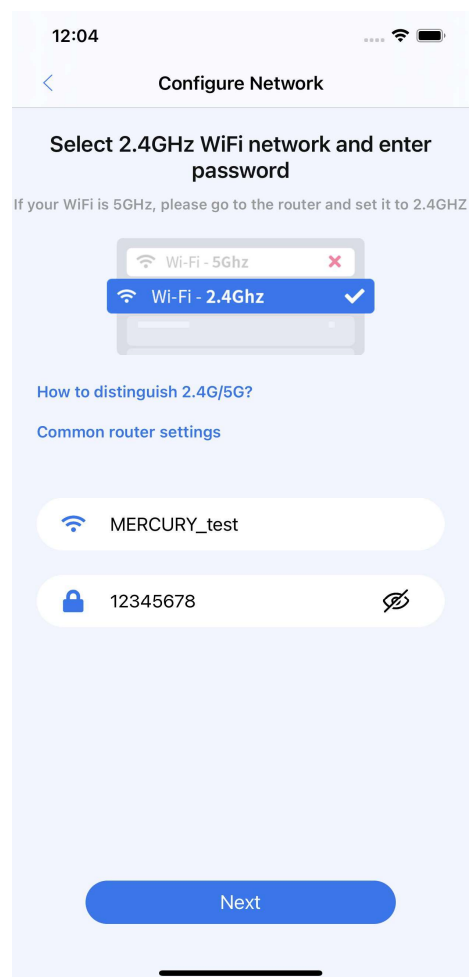 12:04
Configure Network
Select 2.4GHz WiFi network and enter
password
If your WiFi is 5GHz, please go to the router and set it to 2.4GHZ
Wi-Fi - 5Ghz
Wi-Fi - 2.4Ghz
How to distinguish 2.4G/5G?
Common router settings
MERCURY_test
12345678
Next